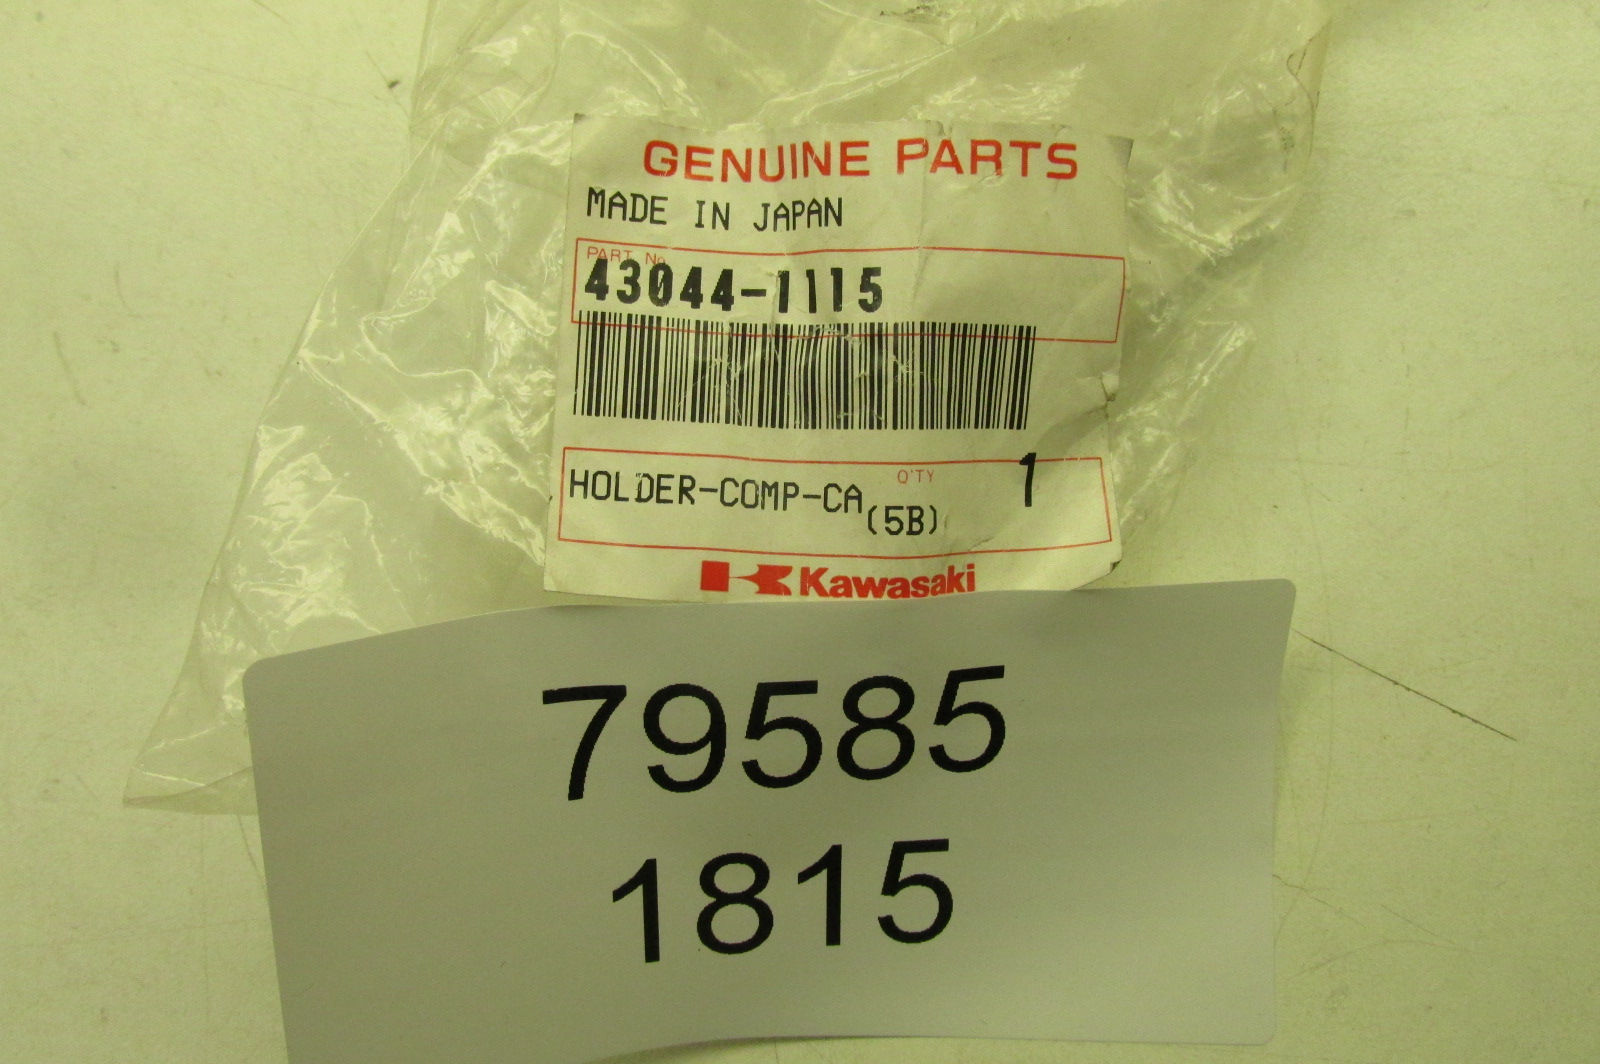 GENUINE PARTS
MADE IN JAPAN
PART No.
43044-1115
Q'TY
HOLDER-COMP-CA (5B) 1
Kawasaki
79585
1815